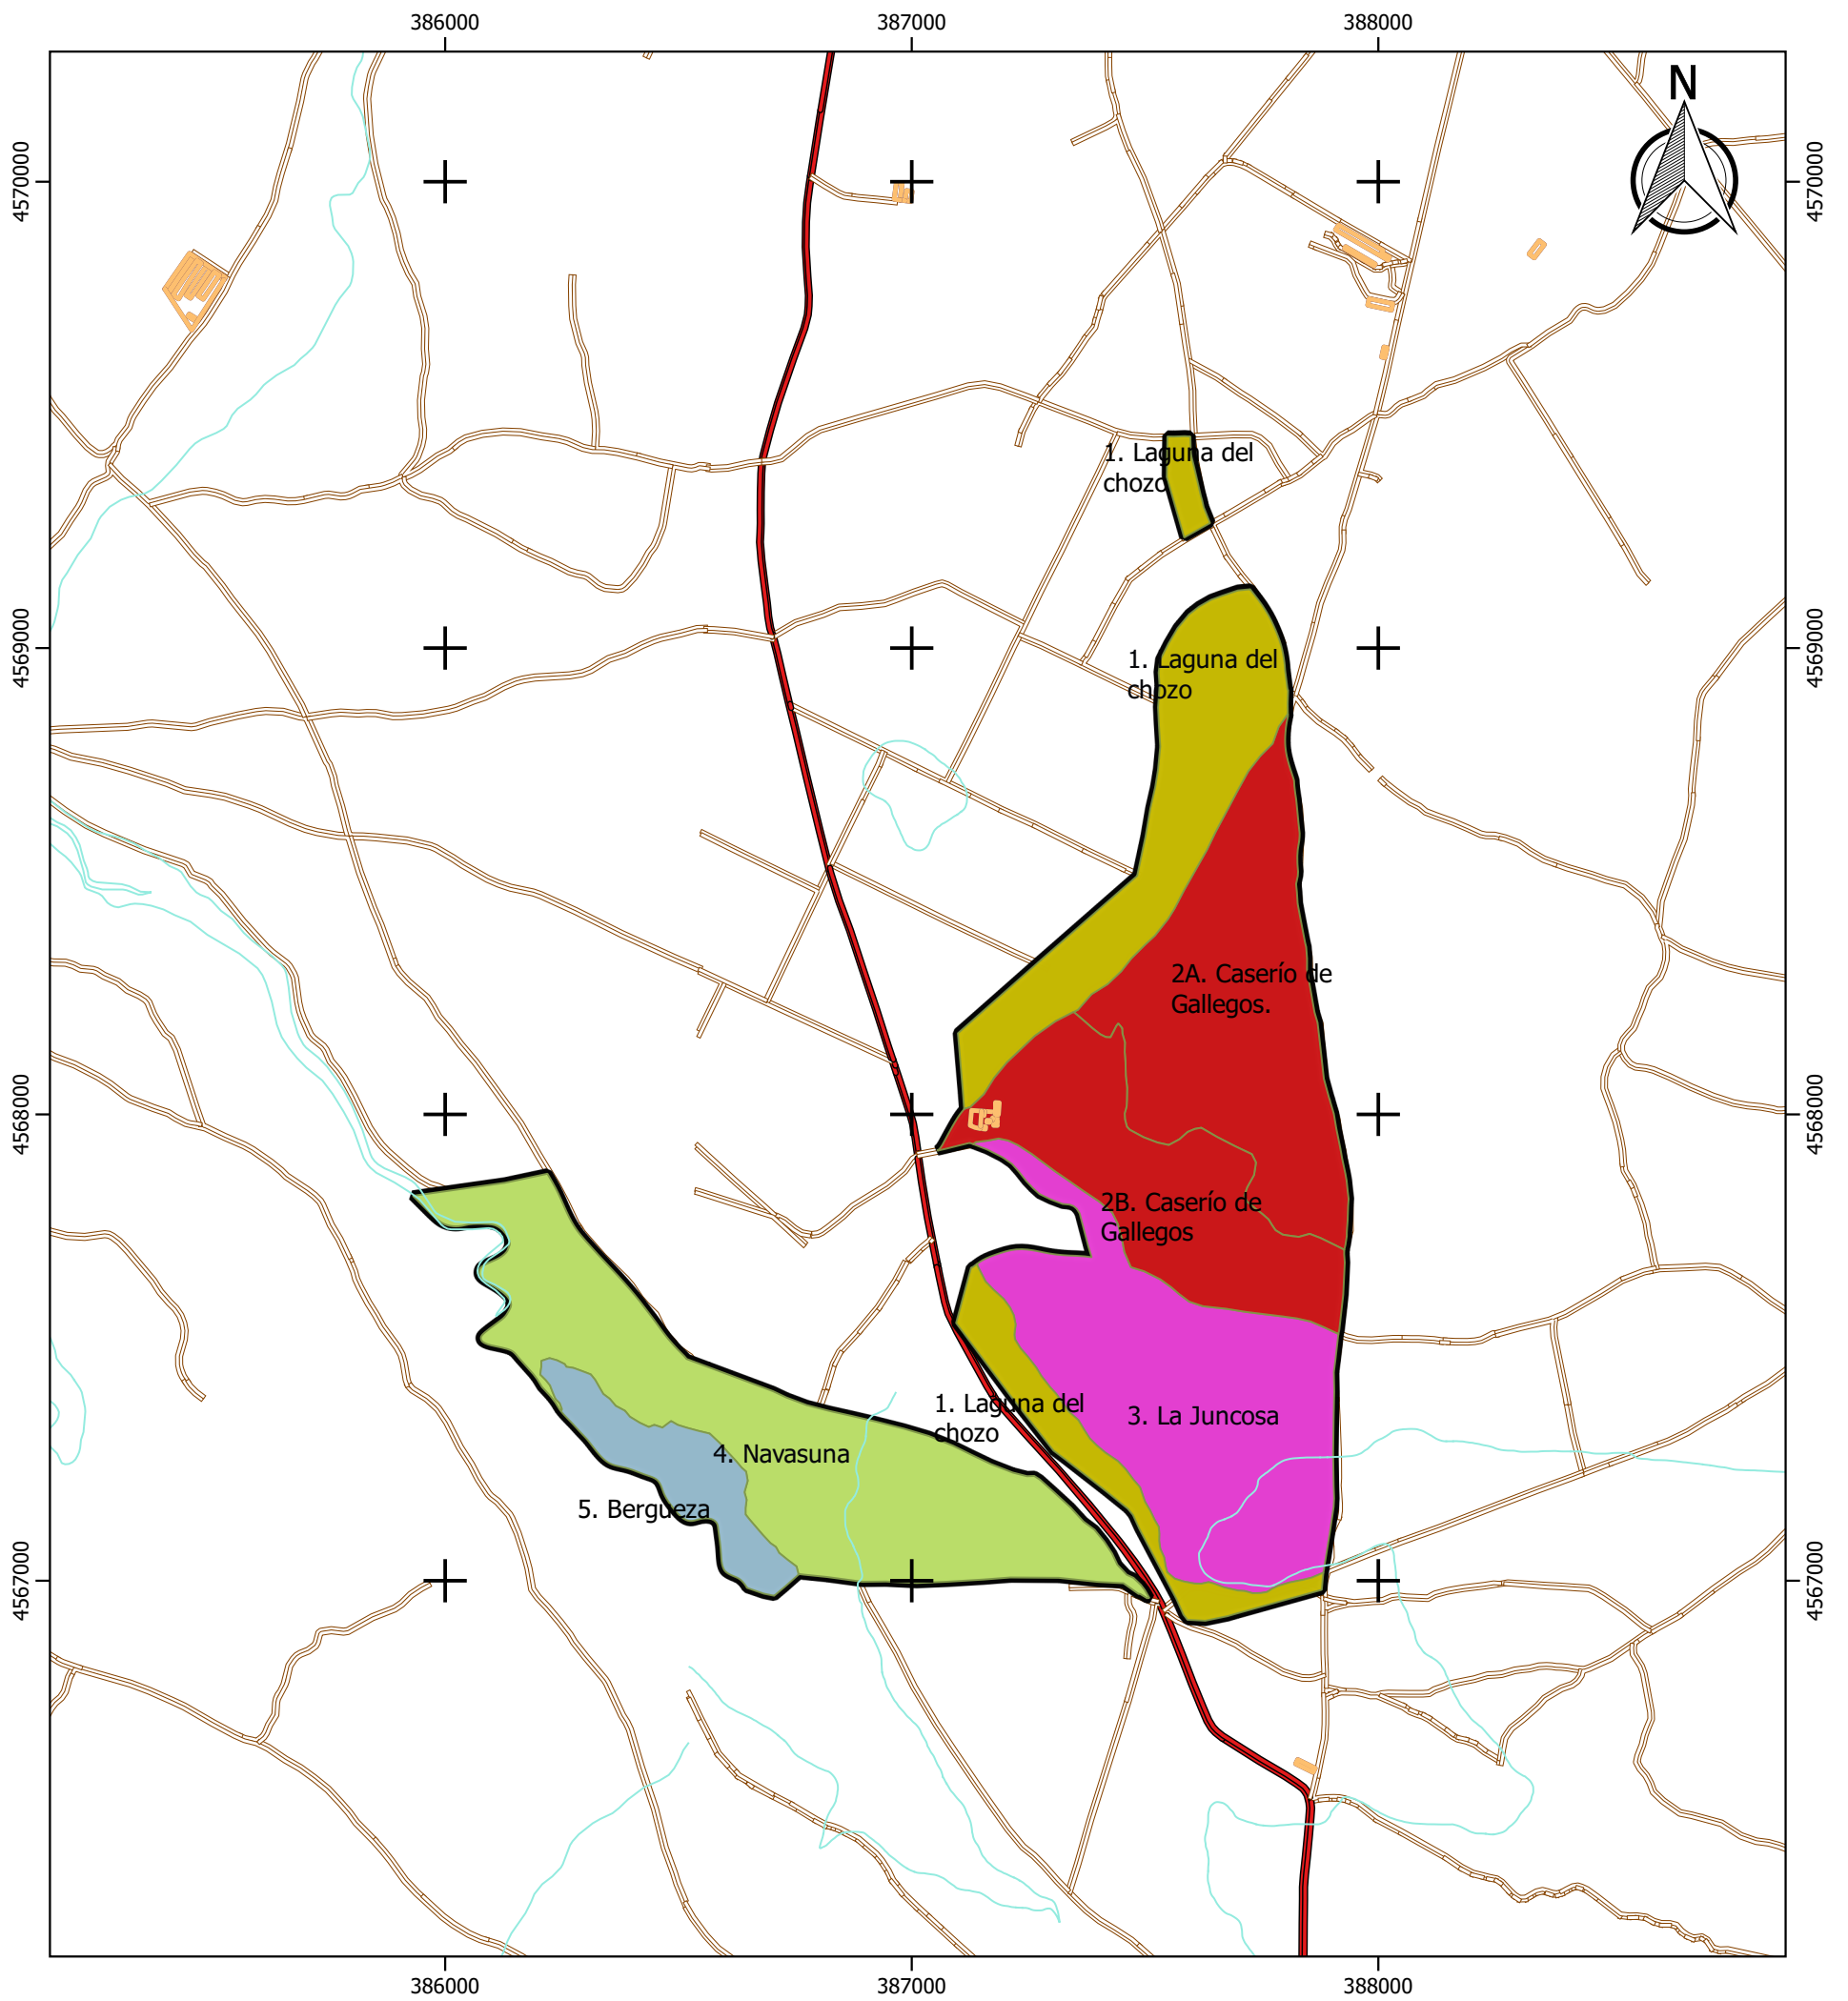 386000
387000
388000
N
4570000
4570000
1. Laguna del
chozo
4569000
4569000
1. Laguna del
chozo
2A. Caserío de
Gallegos.
4568000
4568000
2B. Caserío de
Gallegos
1. Laguna del
chozo
3. La Juncosa
4. Navasuna
5. Bergueza
4567000
4567000
386000
387000
388000